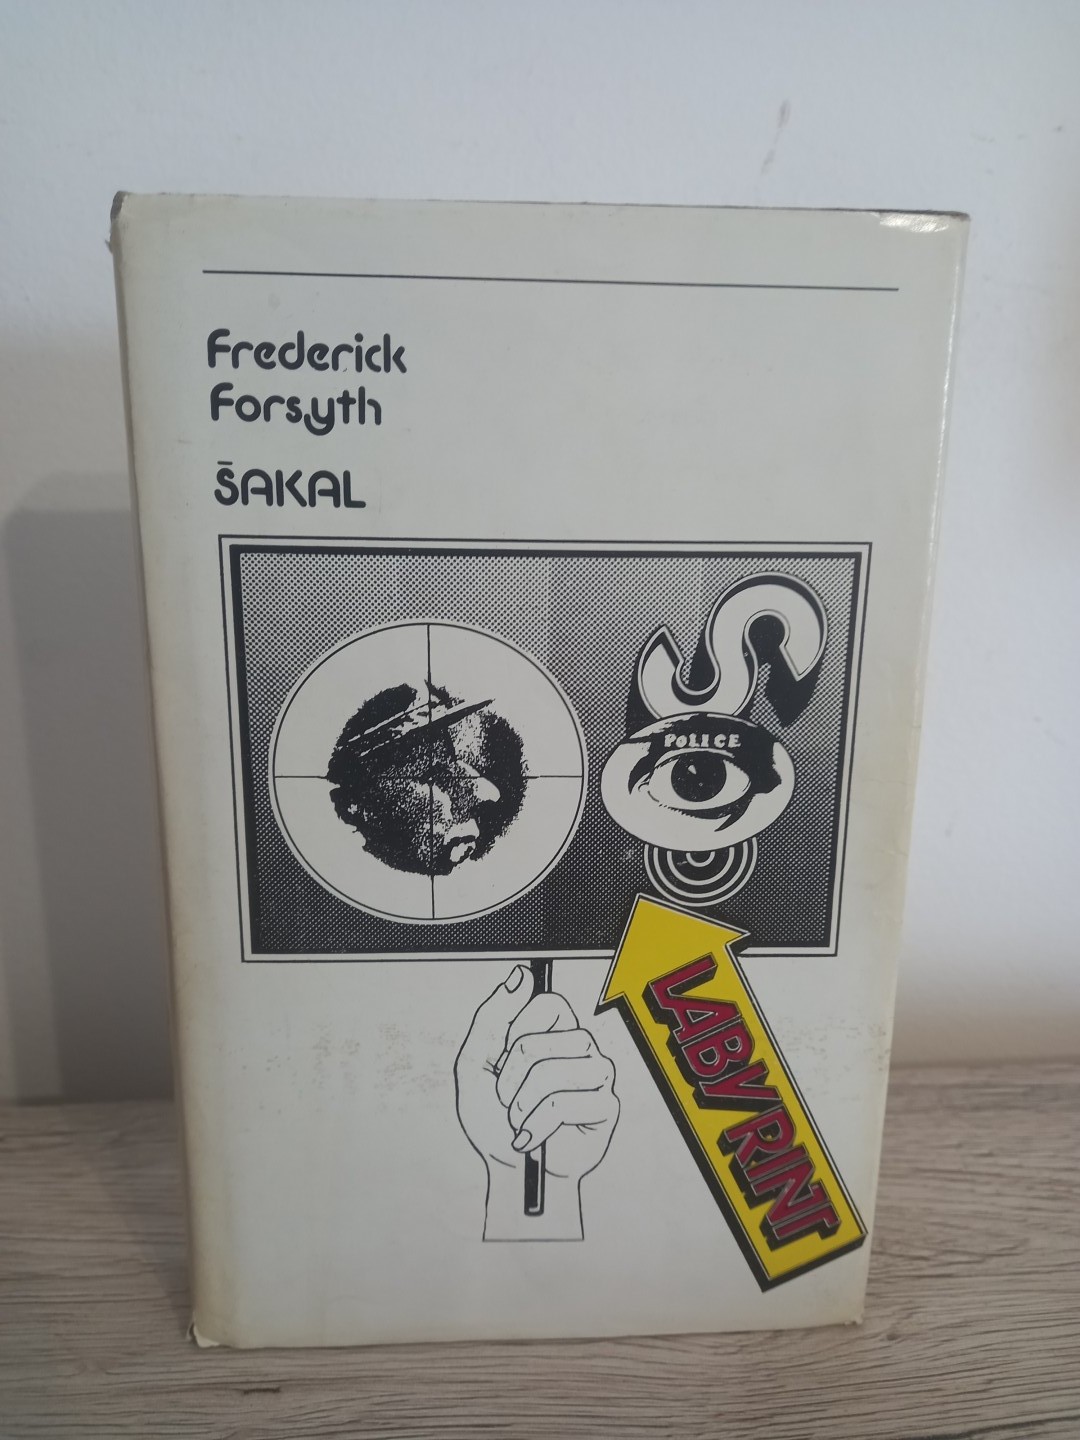 Frederick
Forsyth
ŠAKAL
POLICE
LABYRINT